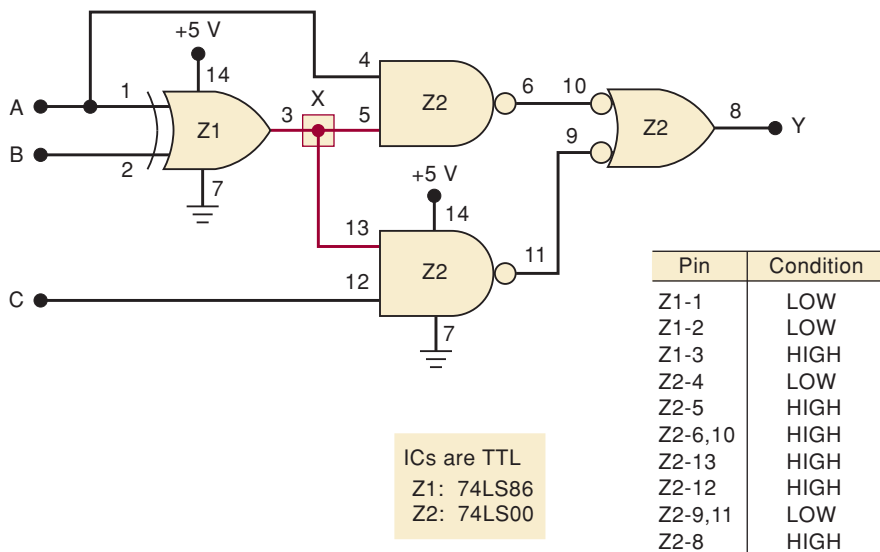 +5 V
14
4
A
1
3
X
Z1
5
Z2
6
10
Z2
8
Y
B
2
7
9
+5 V
14
13
Z2
11
12
C
7
Pin Condition
Z1-1 LOW
Z1-2 LOW
Z1-3 HIGH
Z2-4 LOW
Z2-5 HIGH
Z2-6,10 HIGH
Z2-13 HIGH
Z2-12 HIGH
Z2-9,11 LOW
Z2-8 HIGH
ICs are TTL
Z1: 74LS86
Z2: 74LS00